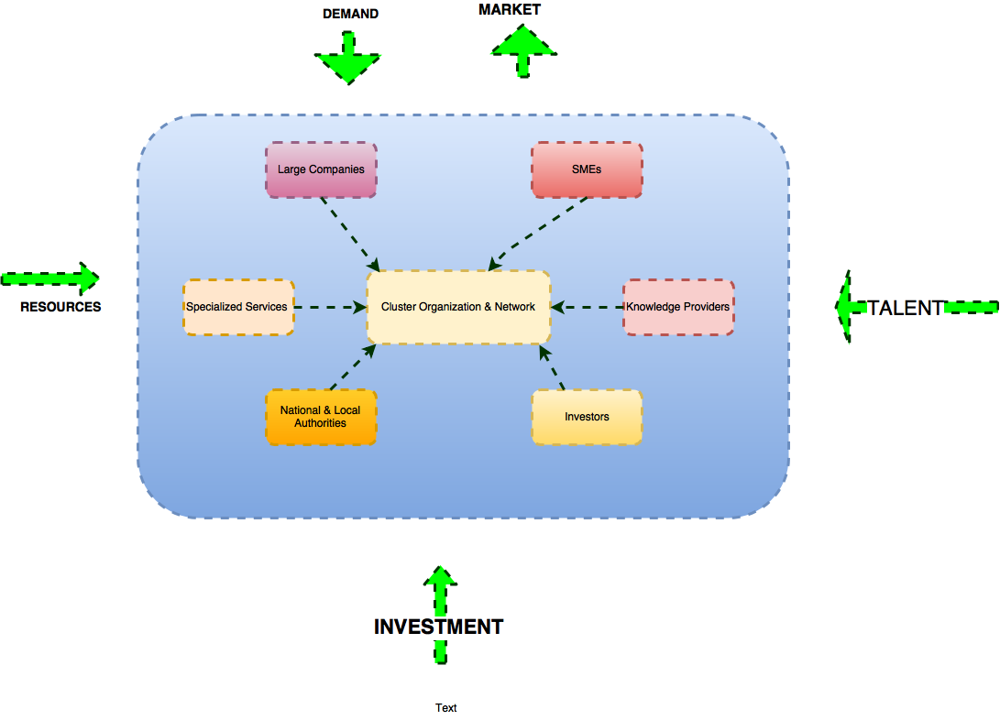 DEMAND
MARKET
Large Companies
SMEs
RESOURCES
Specialized Services
Cluster Organization & Network
Knowledge Providers
TALENT
National & Local
Authorities
Investors
INVESTMENT
Text